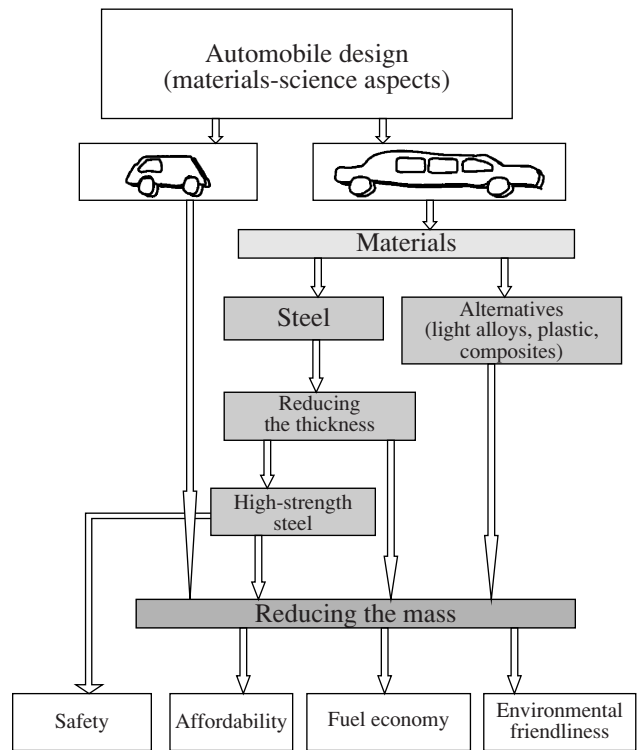 Automobile design
(materials-science aspects)
Materials
Steel
Alternatives
(light alloys, plastic,
composites)
Reducing
the thickness
High-strength
steel
Reducing the mass
Safety
Affordability
Fuel economy
Environmental
friendliness